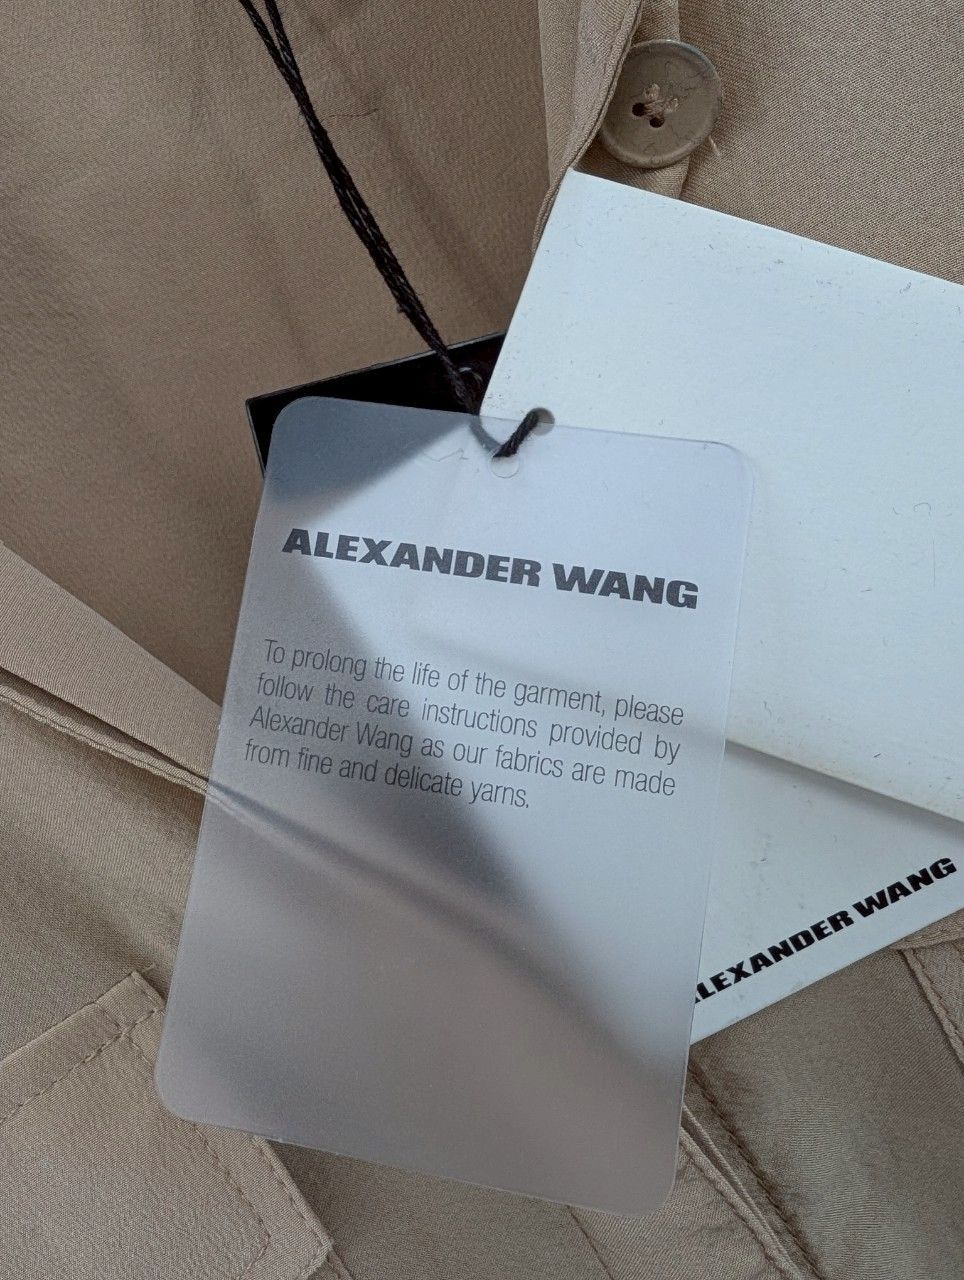 ALEXANDER WANG
To prolong the life of the garment, please
follow the care instructions provided by
Alexander Wang as our fabrics are made
from fine and delicate yarns.
ALEXANDER WANG